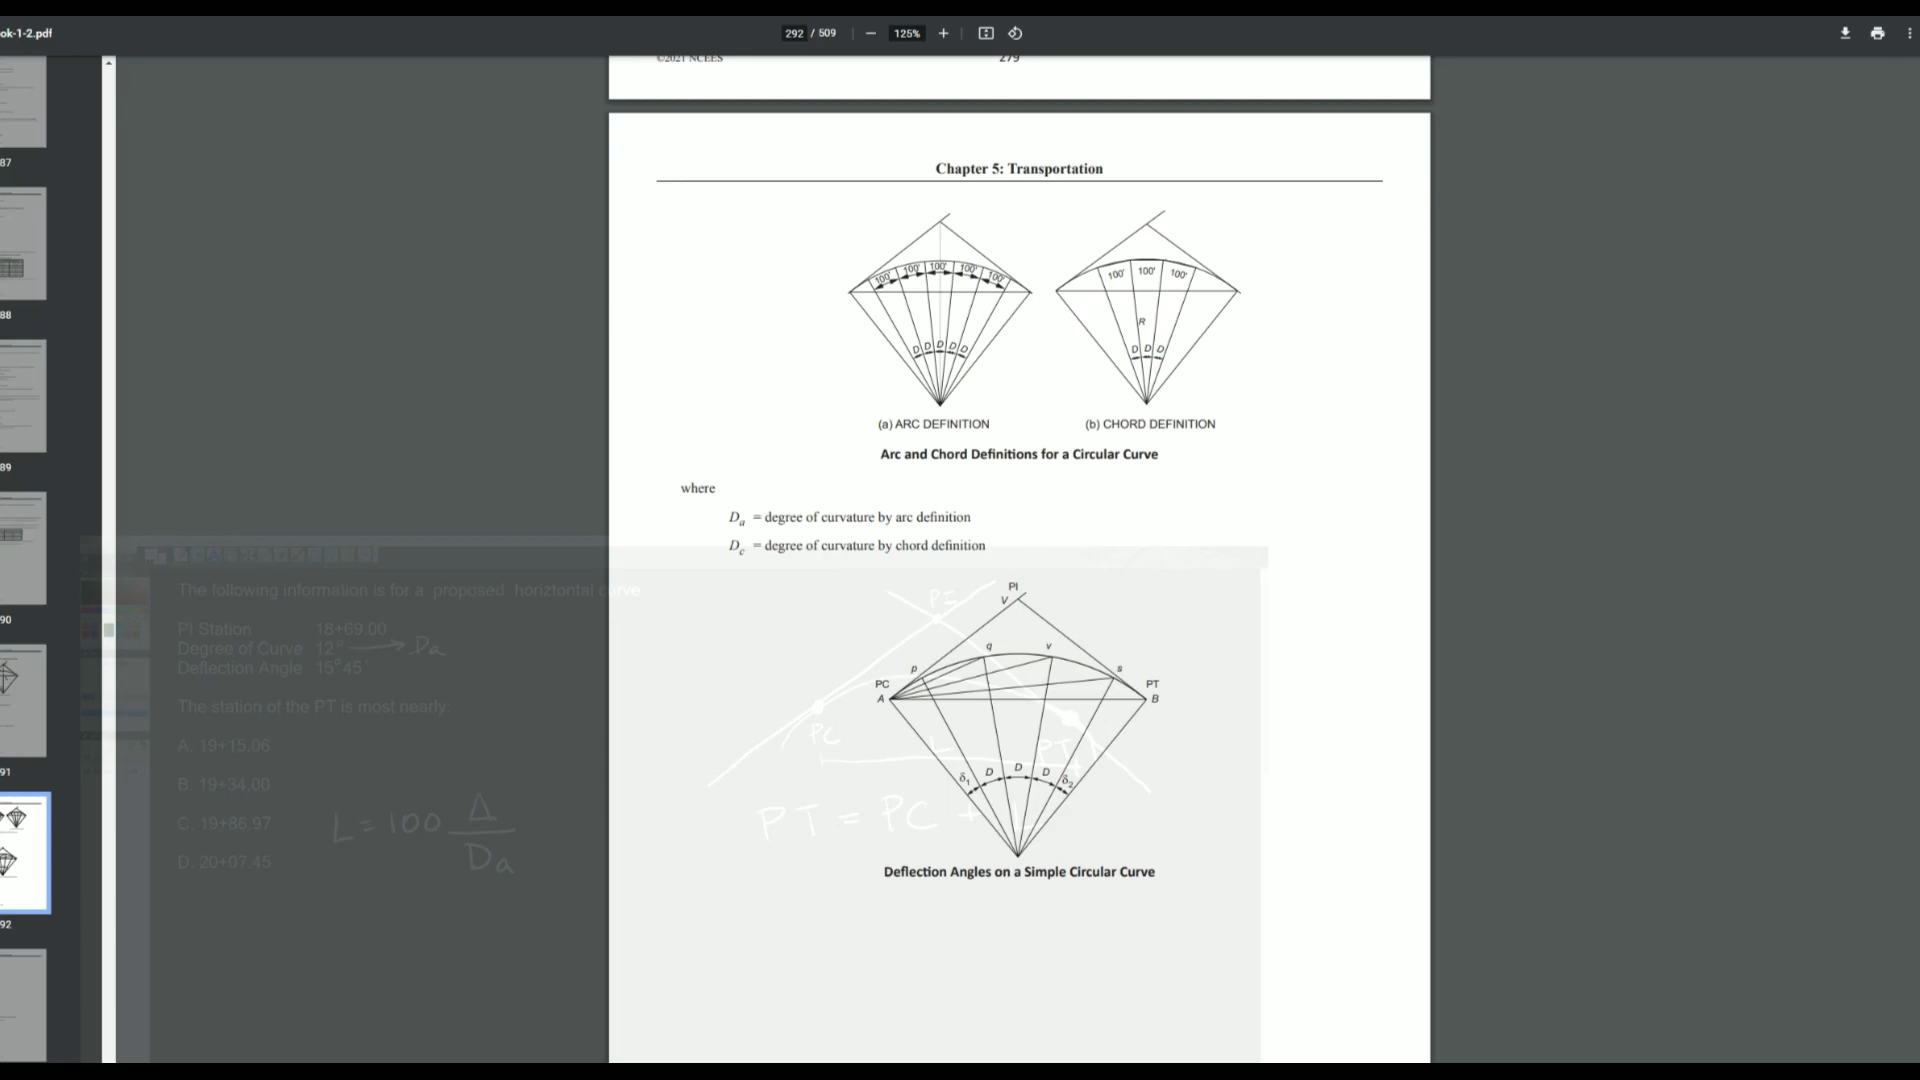 ok-1-2.pdf
292 / 509
125%
©2021 NCEES 279
87
88
89
90
91
92
Chapter 5: Transportation
100' 100' 100' 100' 100'
D D D D D
100' 100' 100'
R
D D D
(a) ARC DEFINITION (b) CHORD DEFINITION
Arc and Chord Definitions for a Circular Curve
where
Da = degree of curvature by arc definition
Dc = degree of curvature by chord definition
The following information is for a proposed horiztontal curve
PI Station 18+69.00
Degree of Curve 12° → Da
Deflection Angle 15°45'
The station of the PT is most nearly:
A. 19+15.06
B. 19+34.00
C. 19+86.97
D. 20+07.45
L = 100 Δ/Da
PI
PC
L
PT
PT = PC + L
PI
V
q v
p s
PC PT
A B
δ1 D D D δ2
Deflection Angles on a Simple Circular Curve